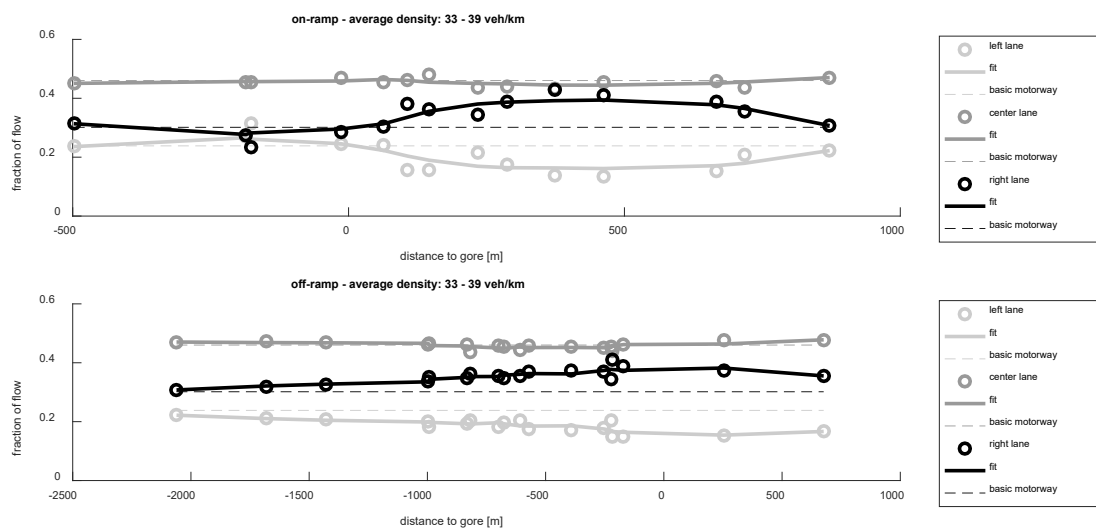 on-ramp - average density: 33 - 39 veh/km
0.6
0.4
0.2
0
fraction of flow
-500
0
500
1000
distance to gore [m]
left lane
fit
basic motorway
center lane
fit
basic motorway
right lane
fit
basic motorway
off-ramp - average density: 33 - 39 veh/km
0.6
0.4
0.2
0
fraction of flow
-2500
-2000
-1500
-1000
-500
0
500
1000
distance to gore [m]
left lane
fit
basic motorway
center lane
fit
basic motorway
right lane
fit
basic motorway